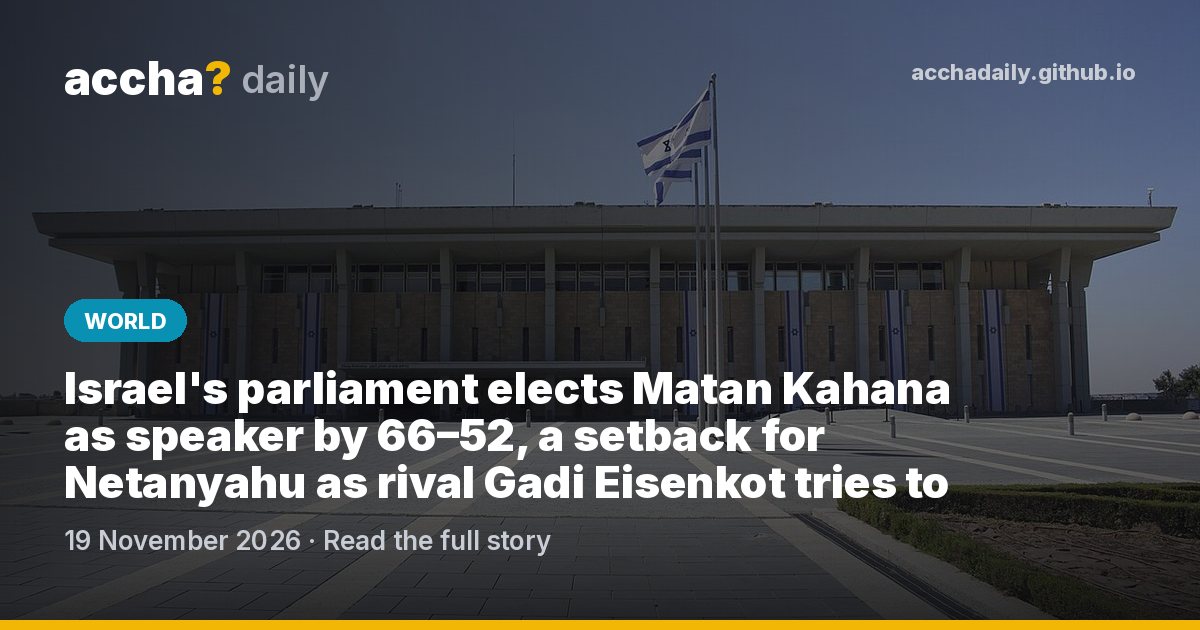 accha? daily
acchadaily.github.io
WORLD
Israel's parliament elects Matan Kahana
as speaker by 66–52, a setback for
Netanyahu as rival Gadi Eisenkot tries to
19 November 2026 · Read the full story